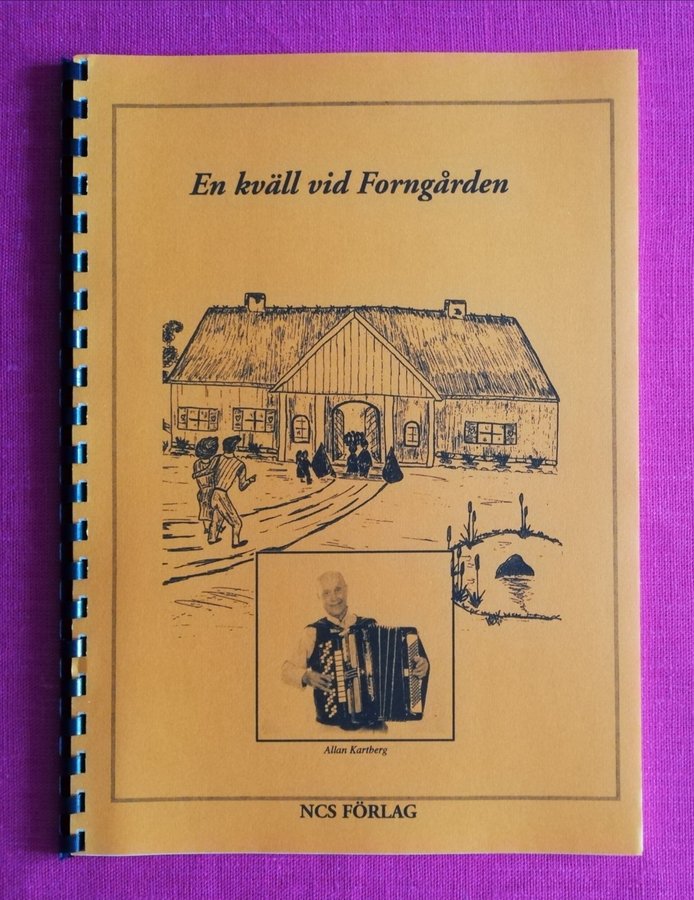 En kväll vid Forngården
Allan Kartberg
NCS FÖRLAG